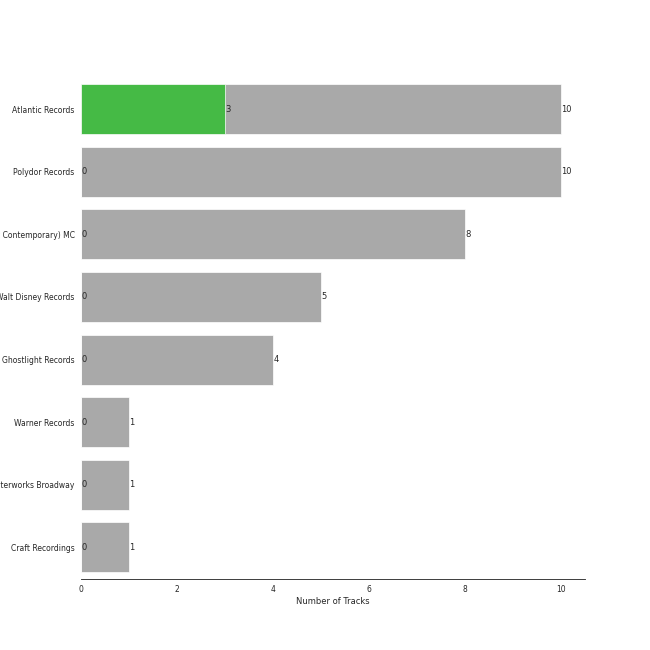 Atlantic Records 3 10
Polydor Records 0 10
Contemporary) MC 0 8
Walt Disney Records 0 5
Ghostlight Records 0 4
Warner Records 0 1
terworks Broadway 0 1
Craft Recordings 0 1
0 2 4 6 8 10
Number of Tracks